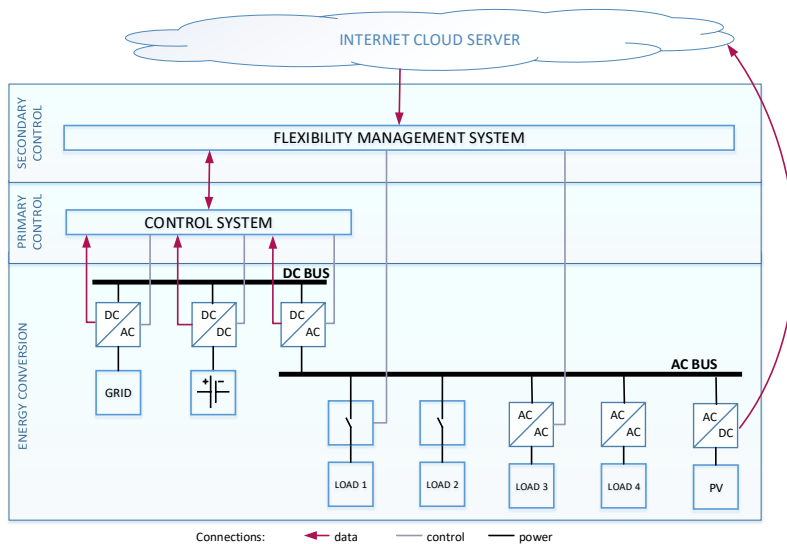 INTERNET CLOUD SERVER
SECONDARY
CONTROL
FLEXIBILITY MANAGEMENT SYSTEM
PRIMARY
CONTROL
CONTROL SYSTEM
ENERGY CONVERSION
DC BUS
DC
AC
DC
DC
DC
AC
GRID
+ -
AC BUS
AC
AC
AC
AC
AC
DC
LOAD 1
LOAD 2
LOAD 3
LOAD 4
PV
Connections: data control power